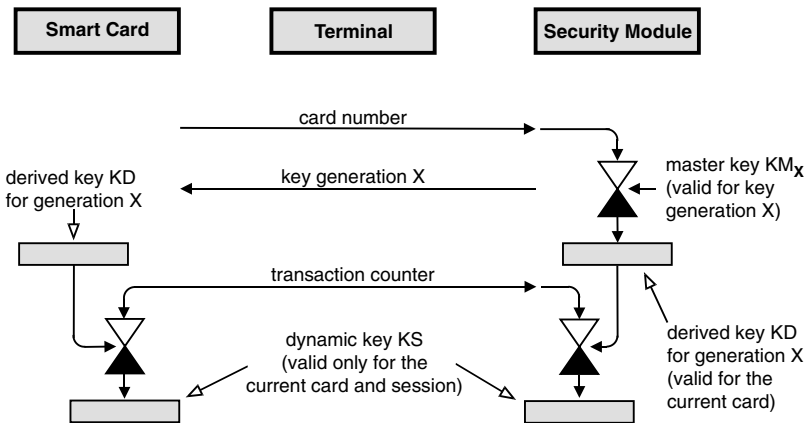 Smart Card
Terminal
Security Module
card number
derived key KD
for generation X
key generation X
master key KMX
(valid for key
generation X)
transaction counter
dynamic key KS
(valid only for the
current card and session)
derived key KD
for generation X
(valid for the
current card)